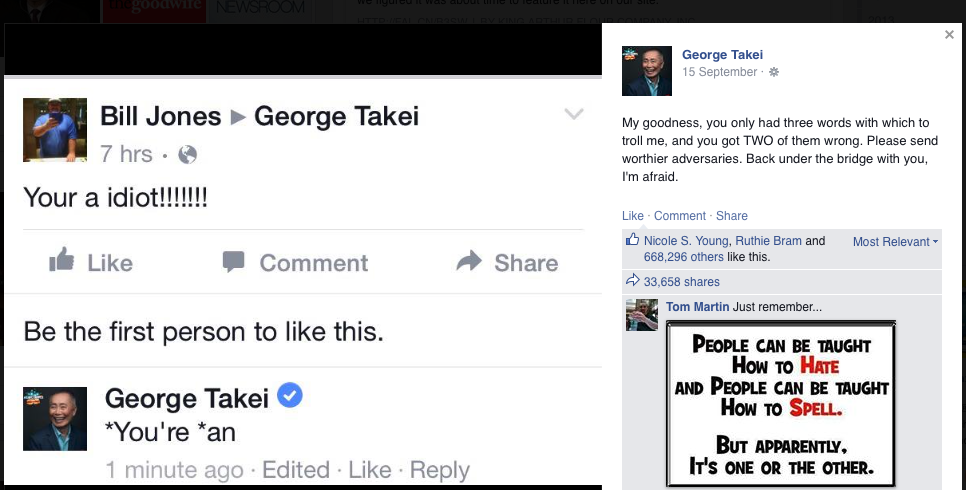 thegoodwife
NEWSROOM
we figured it was about time to feature it here on our site.
Bill Jones ▶ George Takei
7 hrs ·
Your a idiot!!!!!!!
Like Comment Share
Be the first person to like this.
George Takei
*You're *an
1 minute ago · Edited · Like · Reply
×
George Takei
15 September ·
My goodness, you only had three words with which to
troll me, and you got TWO of them wrong. Please send
worthier adversaries. Back under the bridge with you,
I'm afraid.
Like · Comment · Share
Nicole S. Young, Ruthie Bram and
668,296 others like this.
Most Relevant
33,658 shares
Tom Martin Just remember...
PEOPLE CAN BE TAUGHT
HOW TO HATE
AND PEOPLE CAN BE TAUGHT
HOW TO SPELL.
BUT APPARENTLY,
IT'S ONE OR THE OTHER.